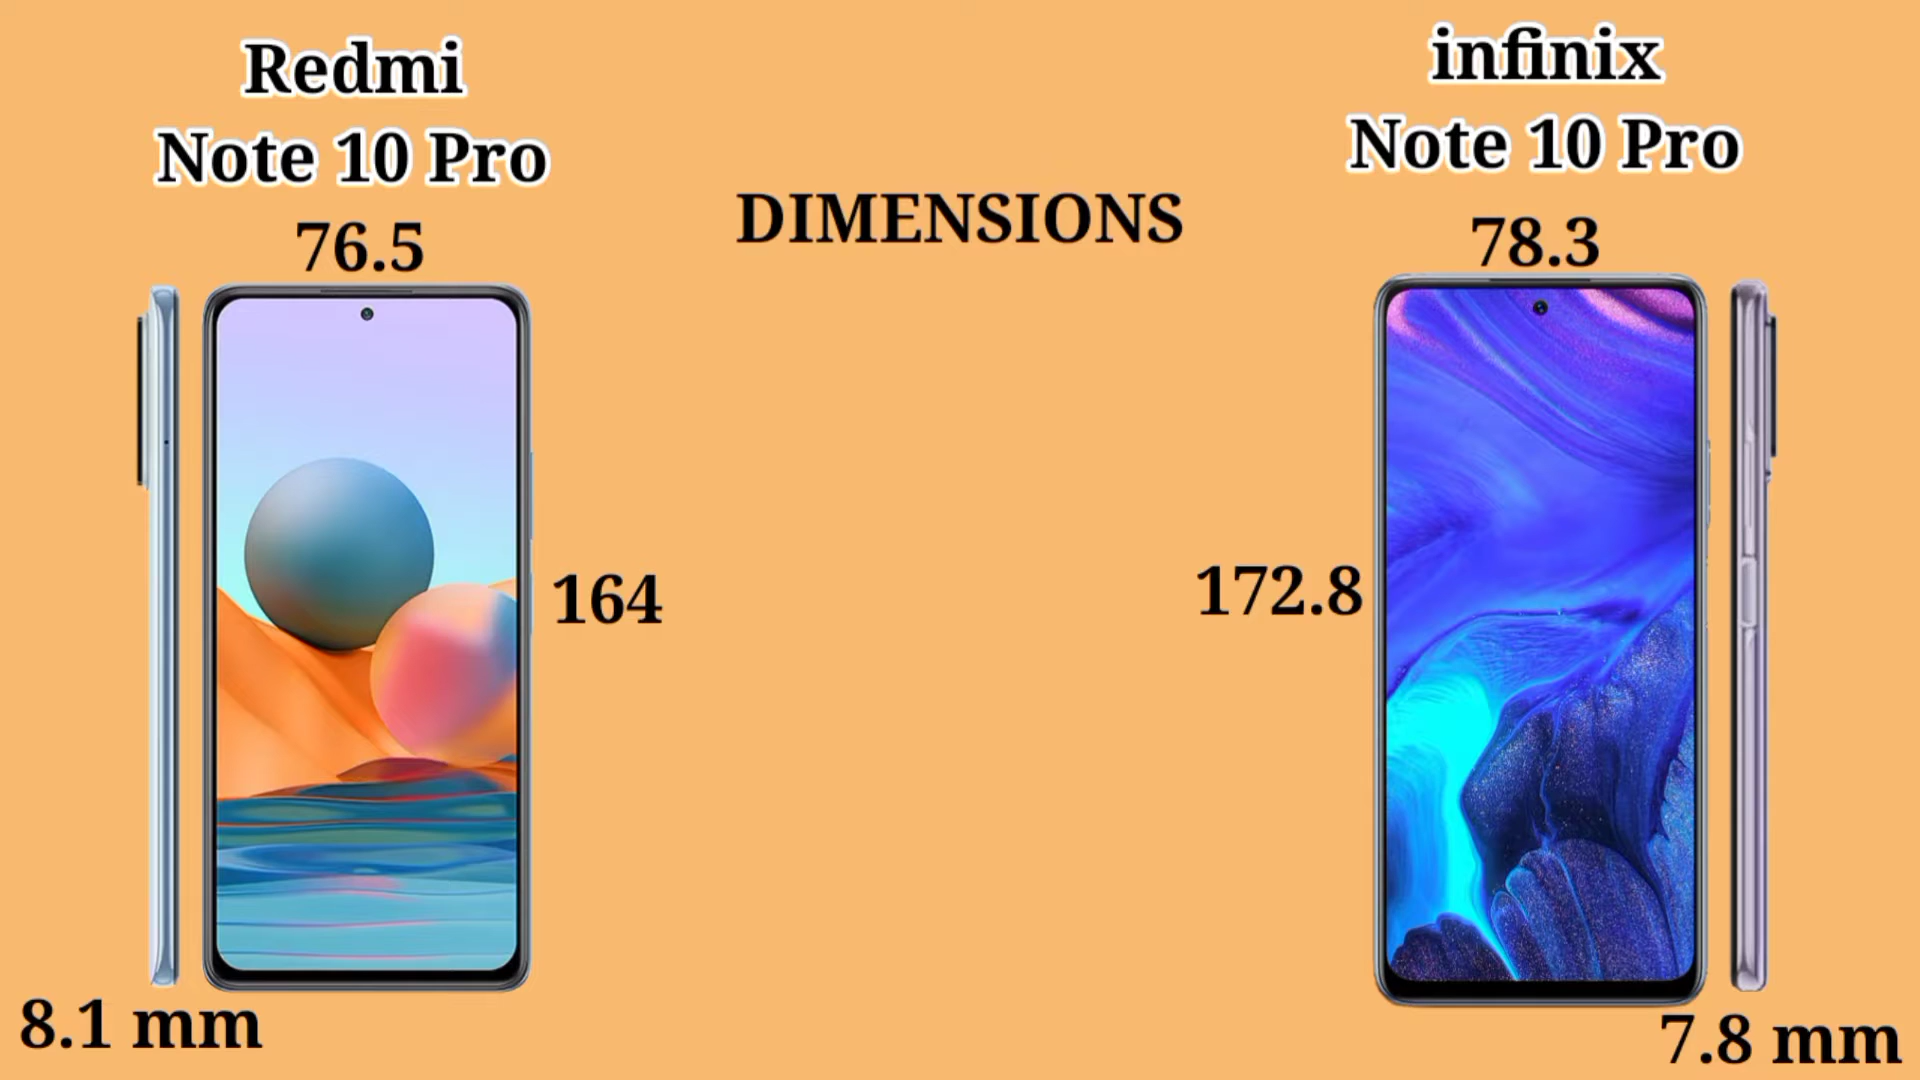 Redmi
Note 10 Pro
76.5
164
8.1 mm
DIMENSIONS
infinix
Note 10 Pro
78.3
172.8
7.8 mm